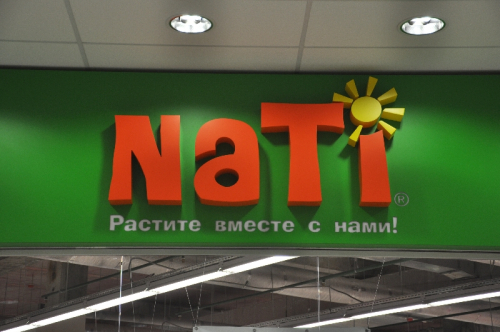 NaTi®
Растите вместе с нами!